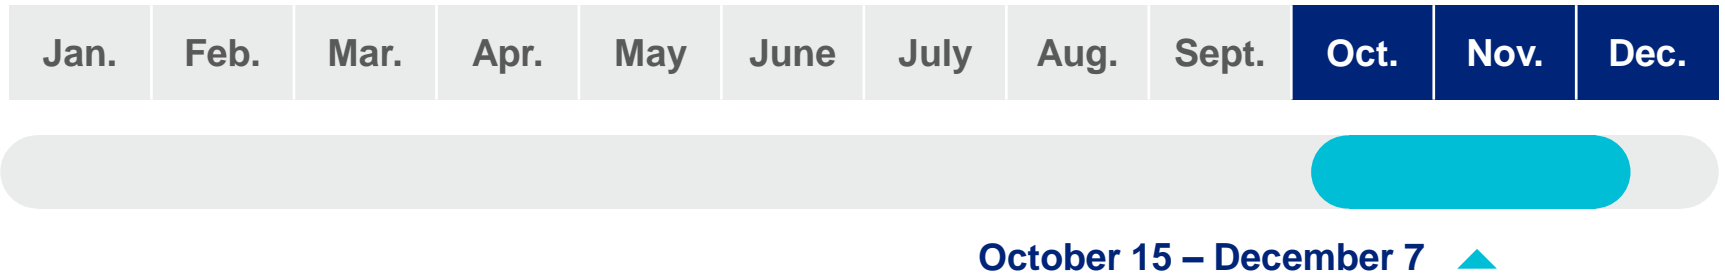 Jan. Feb. Mar. Apr. May June July Aug. Sept. Oct. Nov. Dec.
October 15 – December 7